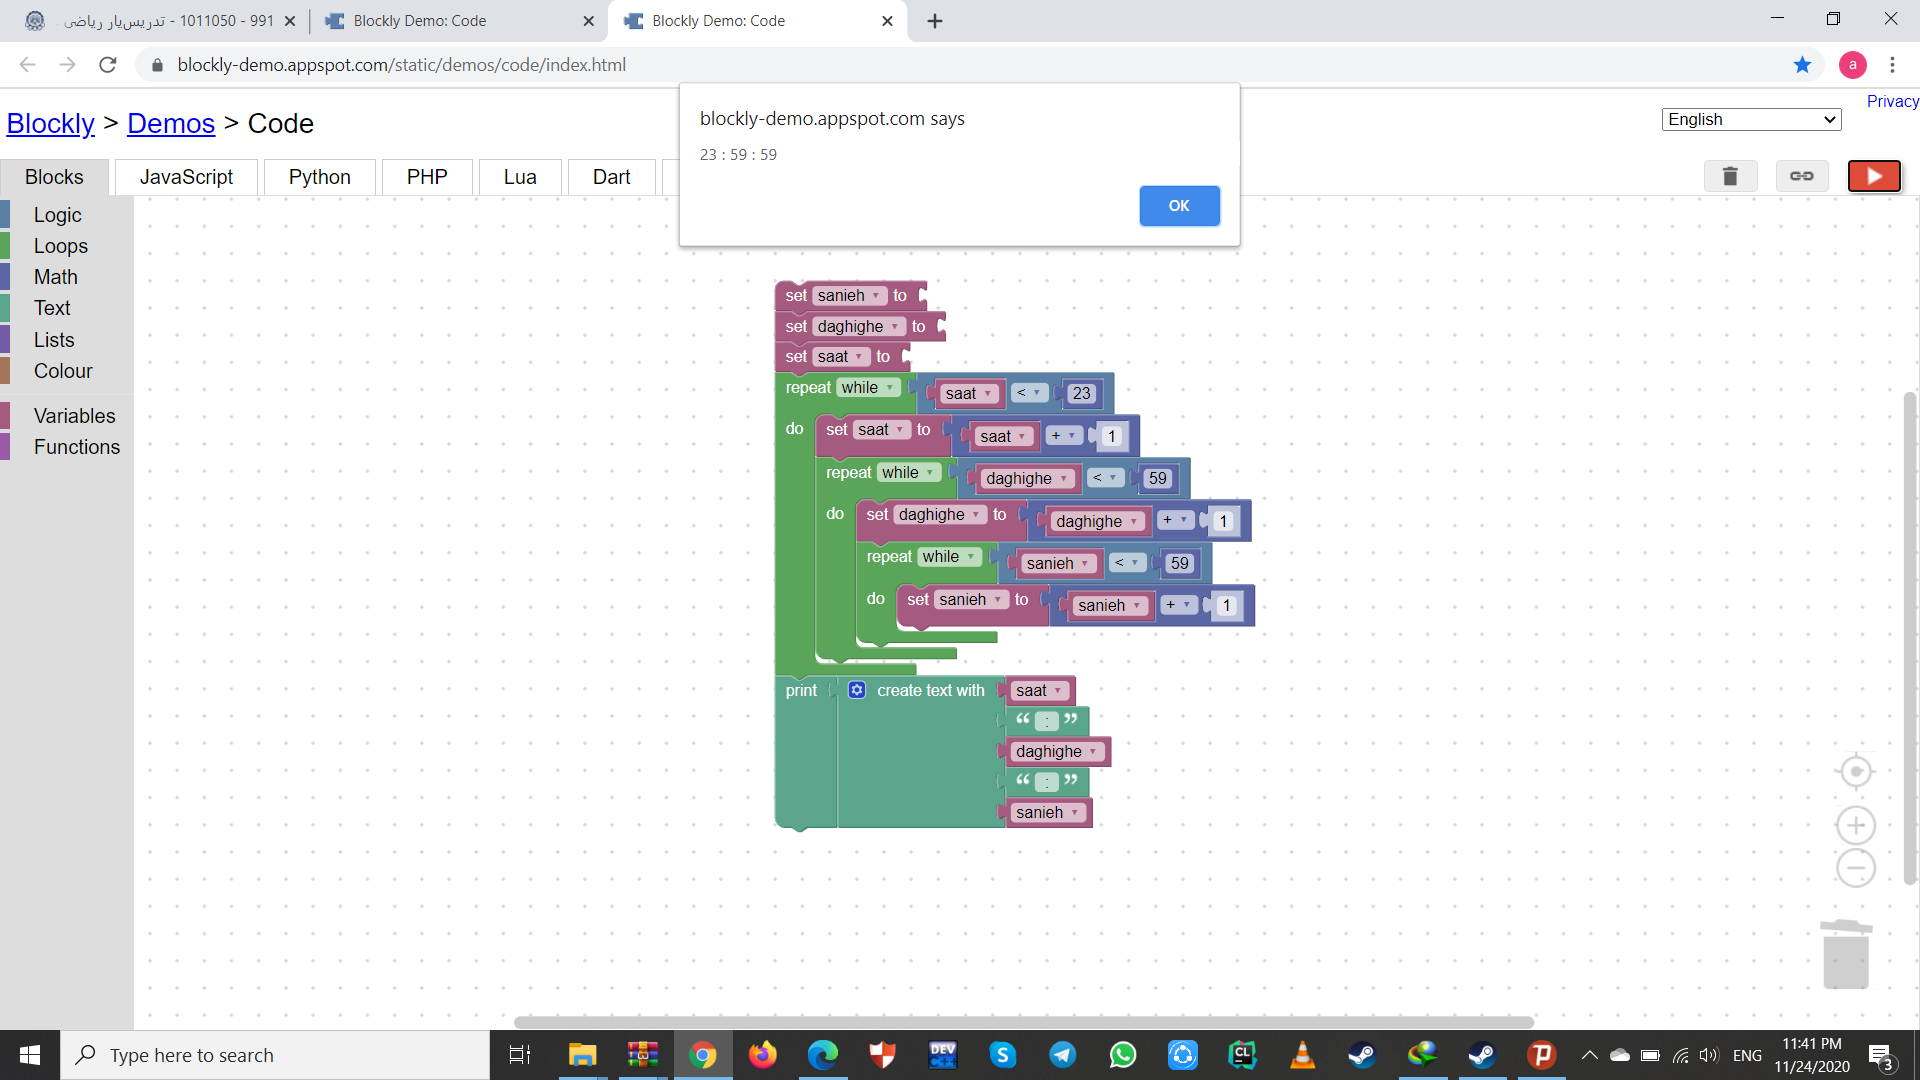 تدریس‌یار ریاضی - 1011050 - 991
Blockly Demo: Code
Blockly Demo: Code
blockly-demo.appspot.com/static/demos/code/index.html
a
blockly-demo.appspot.com says
23 : 59 : 59
OK
Privacy
Blockly > Demos > Code
English
Blocks
JavaScript
Python
PHP
Lua
Dart
Logic
Loops
Math
Text
Lists
Colour
Variables
Functions
set sanieh to
set daghighe to
set saat to
repeat while saat < 23
do set saat to saat + 1
repeat while daghighe < 59
do set daghighe to daghighe + 1
repeat while sanieh < 59
do set sanieh to sanieh + 1
print create text with saat
“ : ”
daghighe
“ : ”
sanieh
Type here to search
DEV C++
CL
ENG
11:41 PM
11/24/2020
3